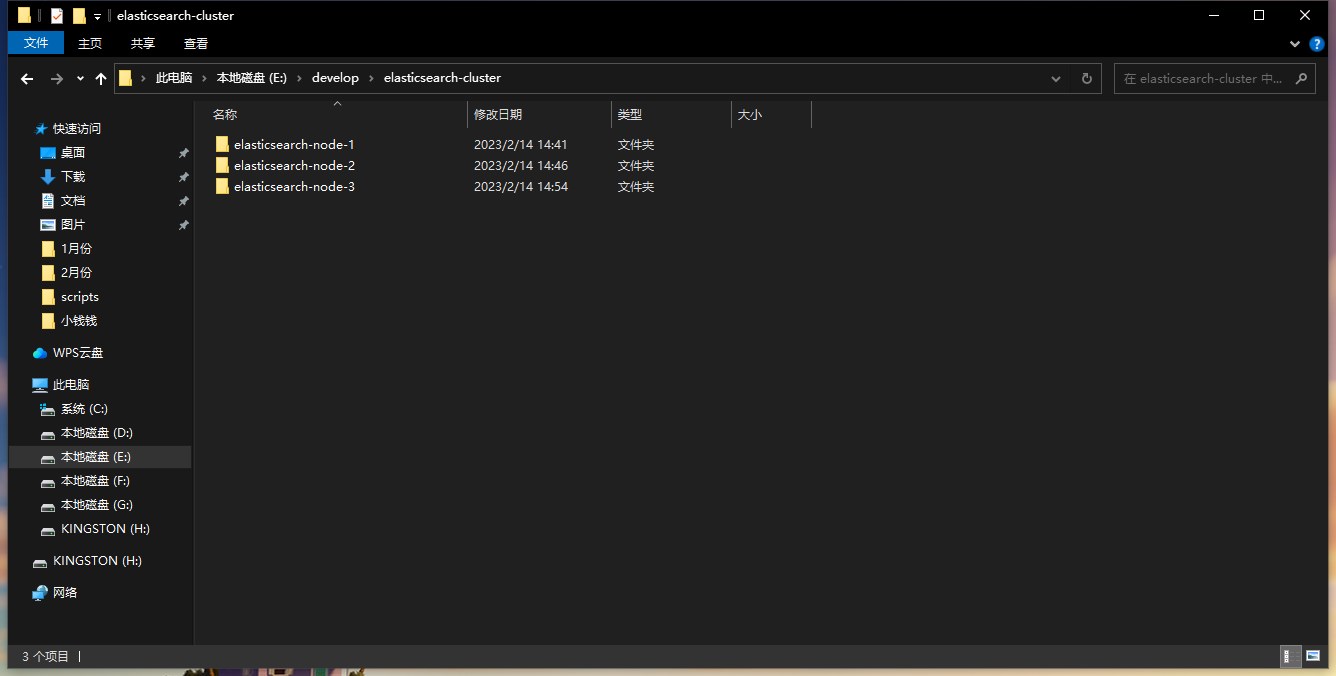 elasticsearch-cluster
文件 主页 共享 查看
此电脑 本地磁盘 (E:) develop elasticsearch-cluster 在 elasticsearch-cluster 中...
名称 修改日期 类型 大小
elasticsearch-node-1 2023/2/14 14:41 文件夹
elasticsearch-node-2 2023/2/14 14:46 文件夹
elasticsearch-node-3 2023/2/14 14:54 文件夹
快速访问
桌面
下载
文档
图片
1月份
2月份
scripts
小钱钱
WPS云盘
此电脑
系统 (C:)
本地磁盘 (D:)
本地磁盘 (E:)
本地磁盘 (F:)
本地磁盘 (G:)
KINGSTON (H:)
KINGSTON (H:)
网络
3 个项目